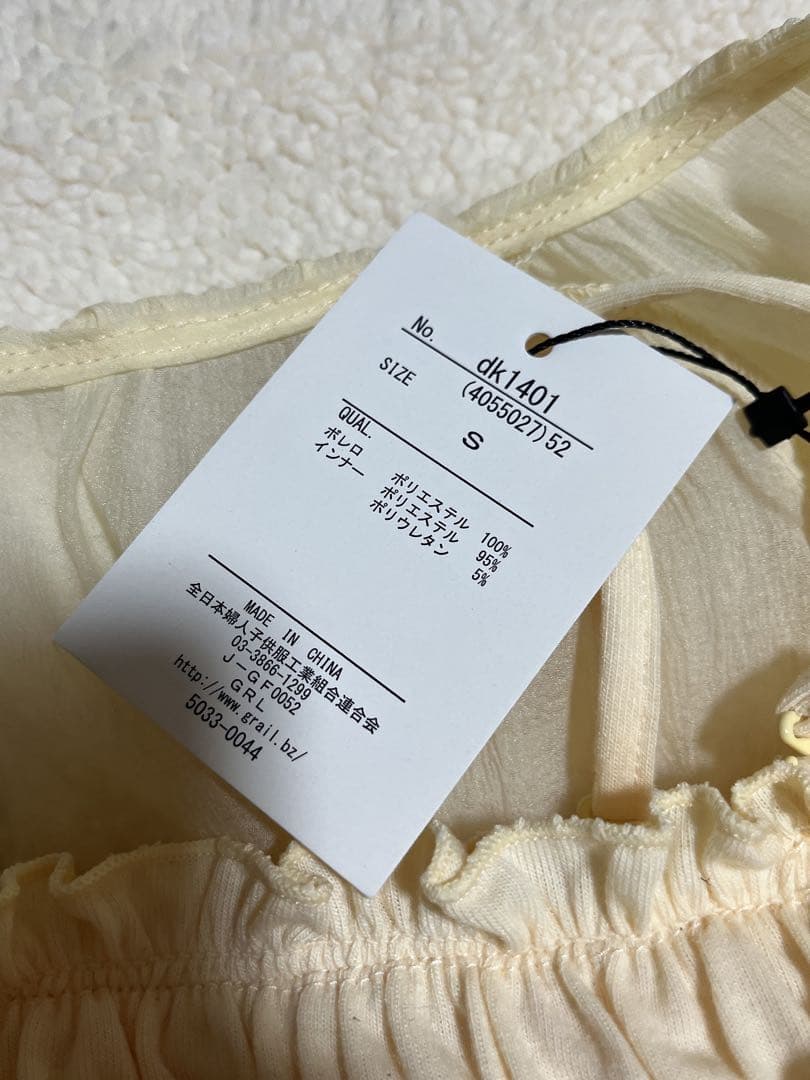 No. dk1401
(4055027)52
SIZE S
QUAL.
ボレロ ポリエステル 100%
インナー ポリエステル 95%
ポリウレタン 5%
MADE IN CHINA
全日本婦人子供服工業組合連合会
03-3866-1299
J-GF0052
GRL
http://www.grail.bz/
5033-0044